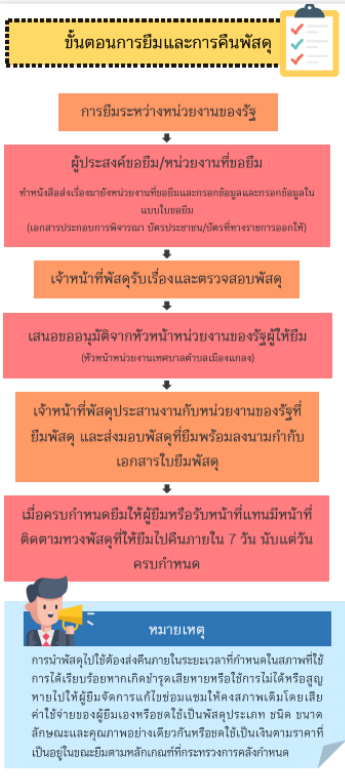 ขั้นตอนการยืมและการคืนพัสดุ
การยืมระหว่างหน่วยงานของรัฐ
ผู้ประสงค์ขอยืม/หน่วยงานที่ขอยืม
ทำหนังสือส่งเรื่องมายังหน่วยงานที่ขอยืมและกรอกข้อมูลและกรอกข้อมูลใน
แบบใบขอยืม
(เอกสารประกอบการพิจารณา บัตรประชาชน/บัตรที่ทางราชการออกให้)
เจ้าหน้าที่พัสดุรับเรื่องและตรวจสอบพัสดุ
เสนอขออนุมัติจากหัวหน้าหน่วยงานของรัฐผู้ให้ยืม
(หัวหน้าหน่วยงานเทศบาลตำบลเมืองแกลง)
เจ้าหน้าที่พัสดุประสานงานกับหน่วยงานของรัฐที่
ยืมพัสดุ และส่งมอบพัสดุที่ยืมพร้อมลงนามกำกับ
เอกสารใบยืมพัสดุ
เมื่อครบกำหนดยืมให้ผู้ยืมหรือรับหน้าที่แทนมีหน้าที่
ติดตามทวงพัสดุที่ให้ยืมไปคืนภายใน 7 วัน นับแต่วัน
ครบกำหนด
หมายเหตุ
การนำพัสดุไปใช้ต้องส่งคืนภายในระยะเวลาที่กำหนดในสภาพที่ใช้
การได้เรียบร้อยหากเกิดชำรุดเสียหายหรือใช้การไม่ได้หรือสูญ
หายไปให้ผู้ยืมจัดการแก้ไขซ่อมแซมให้คงสภาพเดิมโดยเสีย
ค่าใช้จ่ายของผู้ยืมเองหรือชดใช้เป็นพัสดุประเภท ชนิด ขนาด
ลักษณะและคุณภาพอย่างเดียวกันหรือชดใช้เป็นเงินตามราคาที่
เป็นอยู่ในขณะยืมตามหลักเกณฑ์ที่กระทรวงการคลังกำหนด